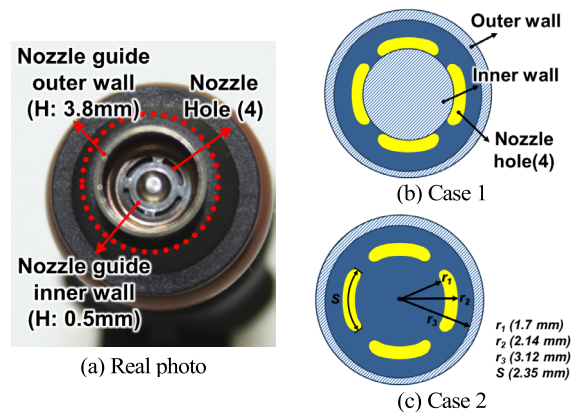 Nozzle guide
outer wall
(H: 3.8mm)
Nozzle
Hole (4)
Nozzle guide
inner wall
(H: 0.5mm)
(a) Real photo
Outer wall
Inner wall
Nozzle
hole(4)
(b) Case 1
S
r1
r2
r3
r1 (1.7 mm)
r2 (2.14 mm)
r3 (3.12 mm)
S (2.35 mm)
(c) Case 2